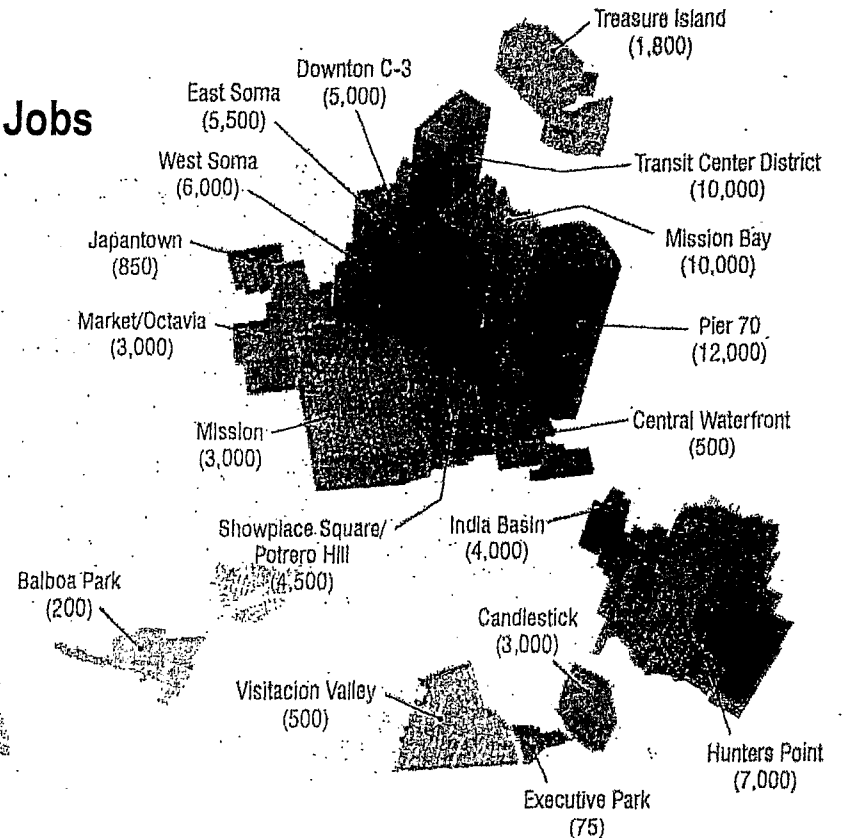 Jobs
Treasure Island
(1,800)
Downton C-3
(5,000)
East Soma
(5,500)
West Soma
(6,000)
Transit Center District
(10,000)
Japantown
(850)
Mission Bay
(10,000)
Market/Octavia
(3,000)
Pier 70
(12,000)
Mission
(3,000)
Central Waterfront
(500)
Showplace Square/
Potrero Hill
(4,500)
India Basin
(4,000)
Balboa Park
(200)
Candlestick
(3,000)
Visitacion Valley
(500)
Hunters Point
(7,000)
Executive Park
(75)